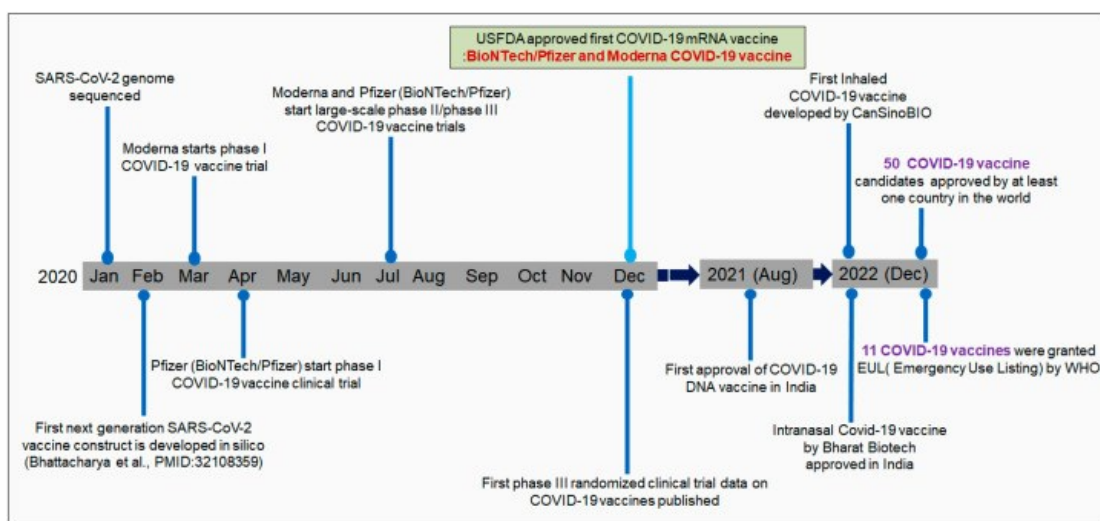 USFDA approved first COVID-19 mRNA vaccine
:BioNTech/Pfizer and Moderna COVID-19 vaccine
SARS-CoV-2 genome
sequenced
Moderna starts phase I
COVID-19 vaccine trial
Moderna and Pfizer (BioNTech/Pfizer)
start large-scale phase II/phase III
COVID-19 vaccine trials
First Inhaled
COVID-19 vaccine
developed by CanSinoBIO
50 COVID-19 vaccine
candidates approved by at least
one country in the world
2020 Jan Feb Mar Apr May Jun Jul Aug Sep Oct Nov Dec 2021 (Aug) 2022 (Dec)
Pfizer (BioNTech/Pfizer) start phase I
COVID-19 vaccine clinical trial
First next generation SARS-CoV-2
vaccine construct is developed in silico
(Bhattacharya et al., PMID:32108359)
First phase III randomized clinical trial data on
COVID-19 vaccines published
First approval of COVID-19
DNA vaccine in India
11 COVID-19 vaccines were granted
EUL( Emergency Use Listing) by WHO
Intranasal Covid-19 vaccine
by Bharat Biotech
approved in India